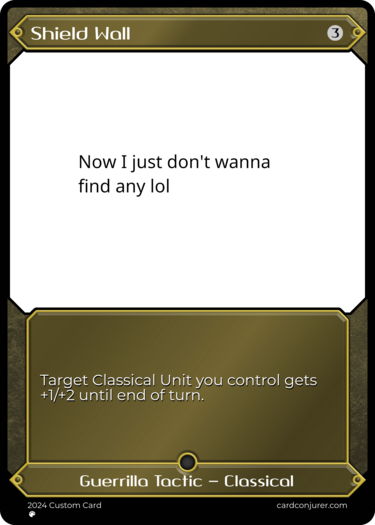 Shield Wall
3
Now I just don't wanna
find any lol
Target Classical Unit you control gets
+1/+2 until end of turn.
Guerrilla Tactic – Classical
2024 Custom Card
cardconjurer.com